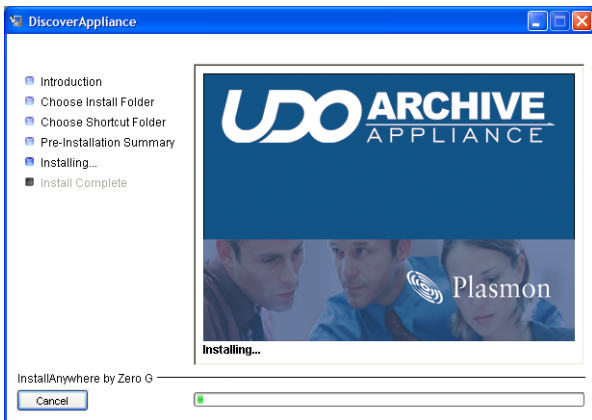 DiscoverAppliance
Introduction
Choose Install Folder
Choose Shortcut Folder
Pre-Installation Summary
Installing...
Install Complete
UDO ARCHIVE
APPLIANCE
Plasmon
Installing...
InstallAnywhere by Zero G
Cancel